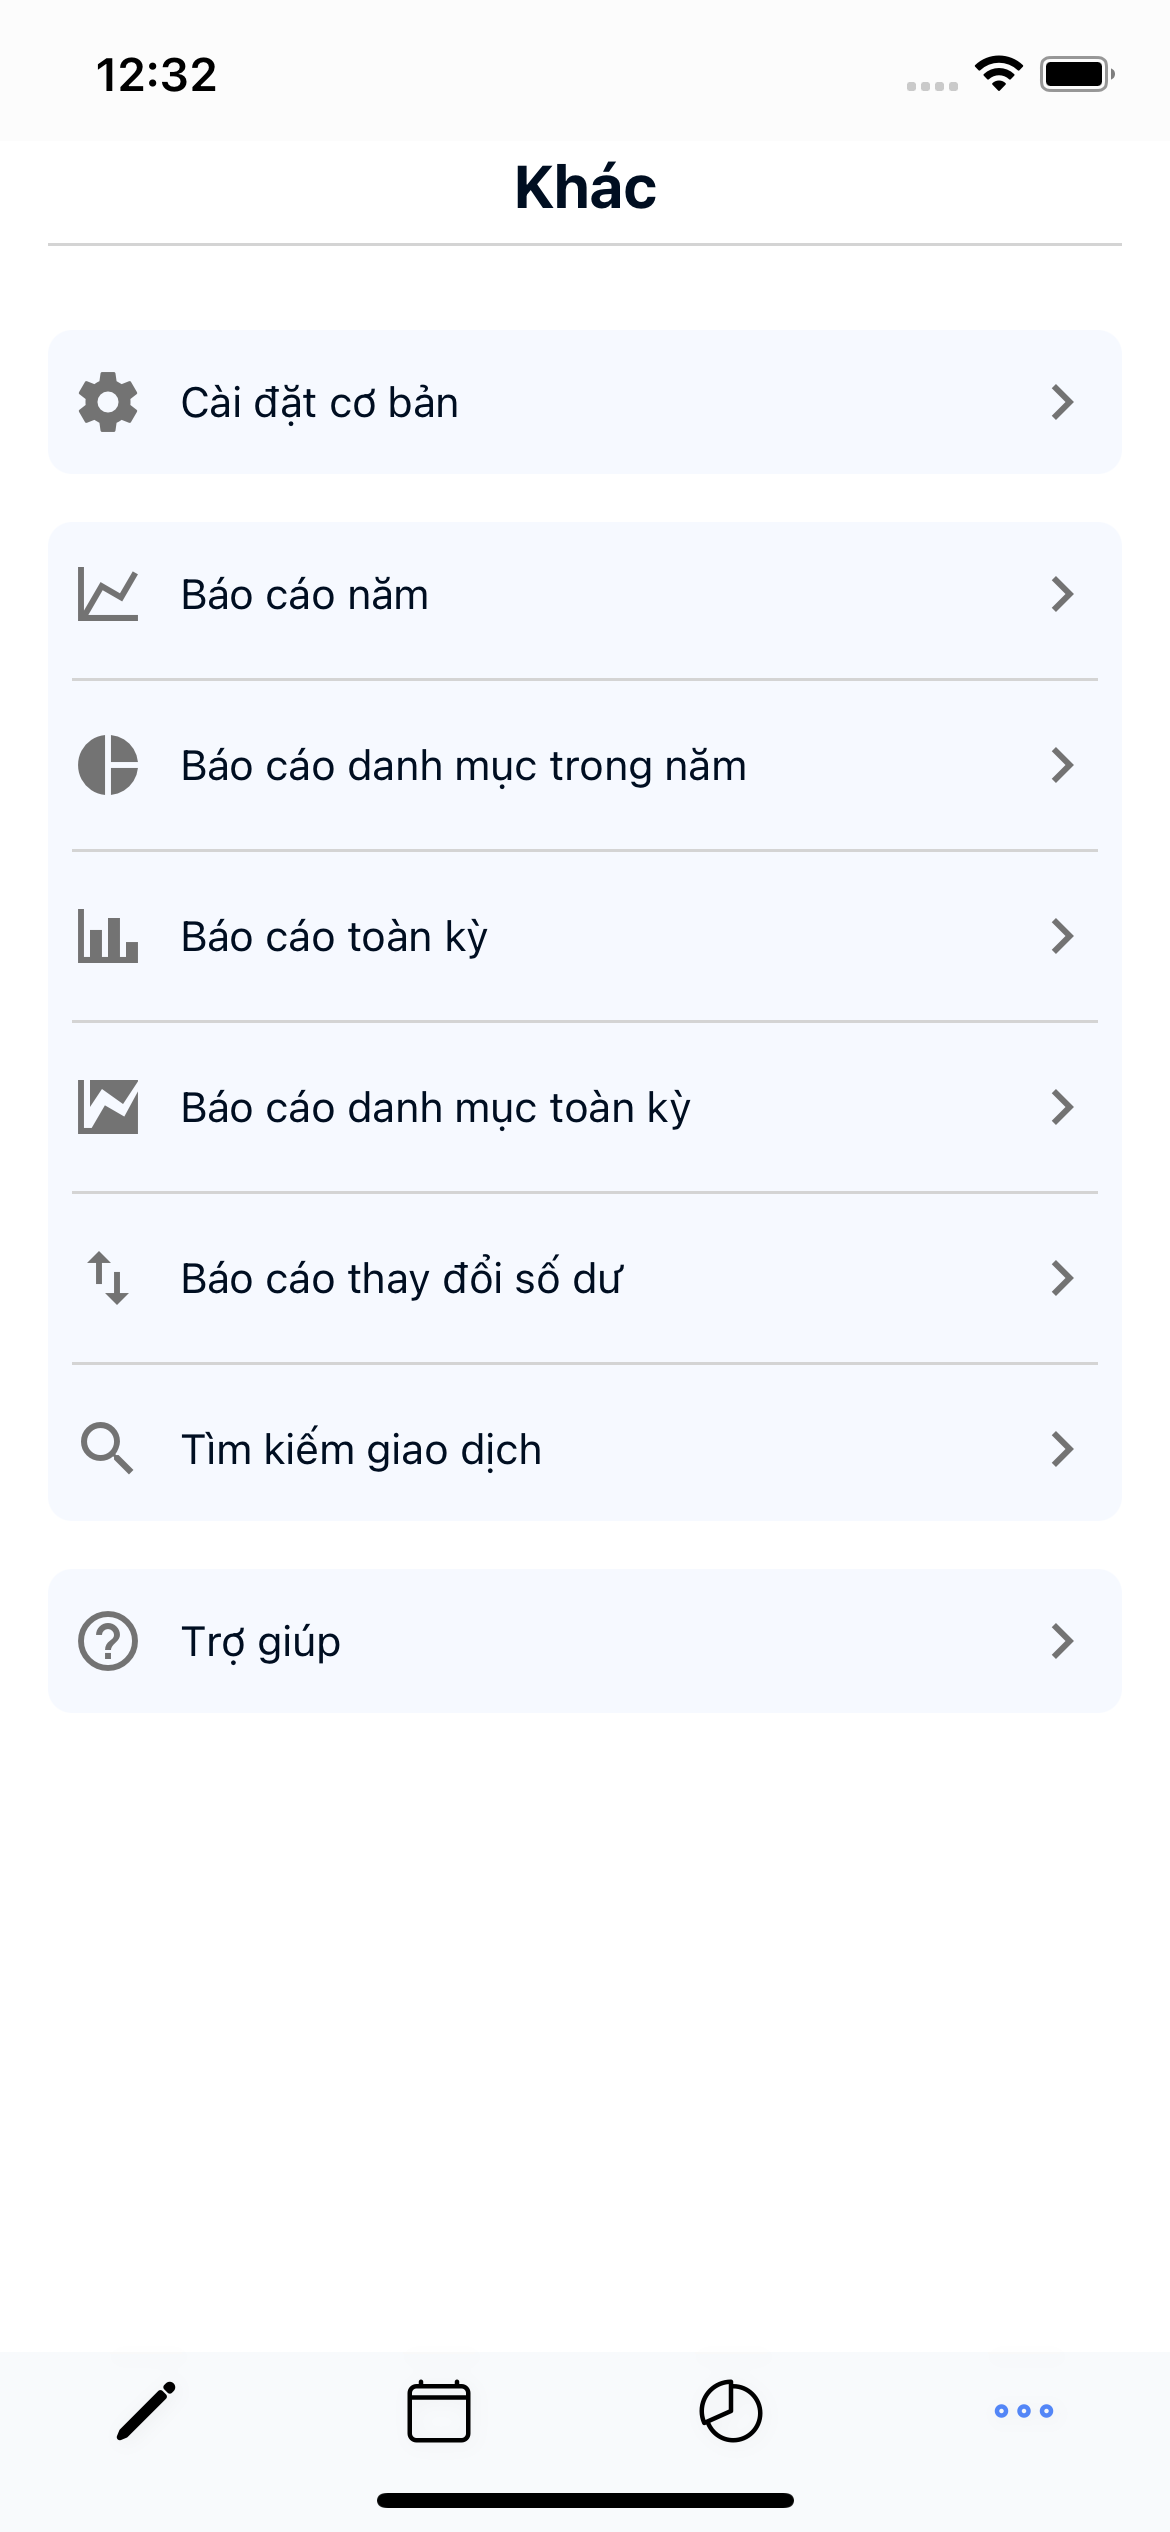 12:32
Khác
Cài đặt cơ bản
Báo cáo năm
Báo cáo danh mục trong năm
Báo cáo toàn kỳ
Báo cáo danh mục toàn kỳ
Báo cáo thay đổi số dư
Tìm kiếm giao dịch
Trợ giúp